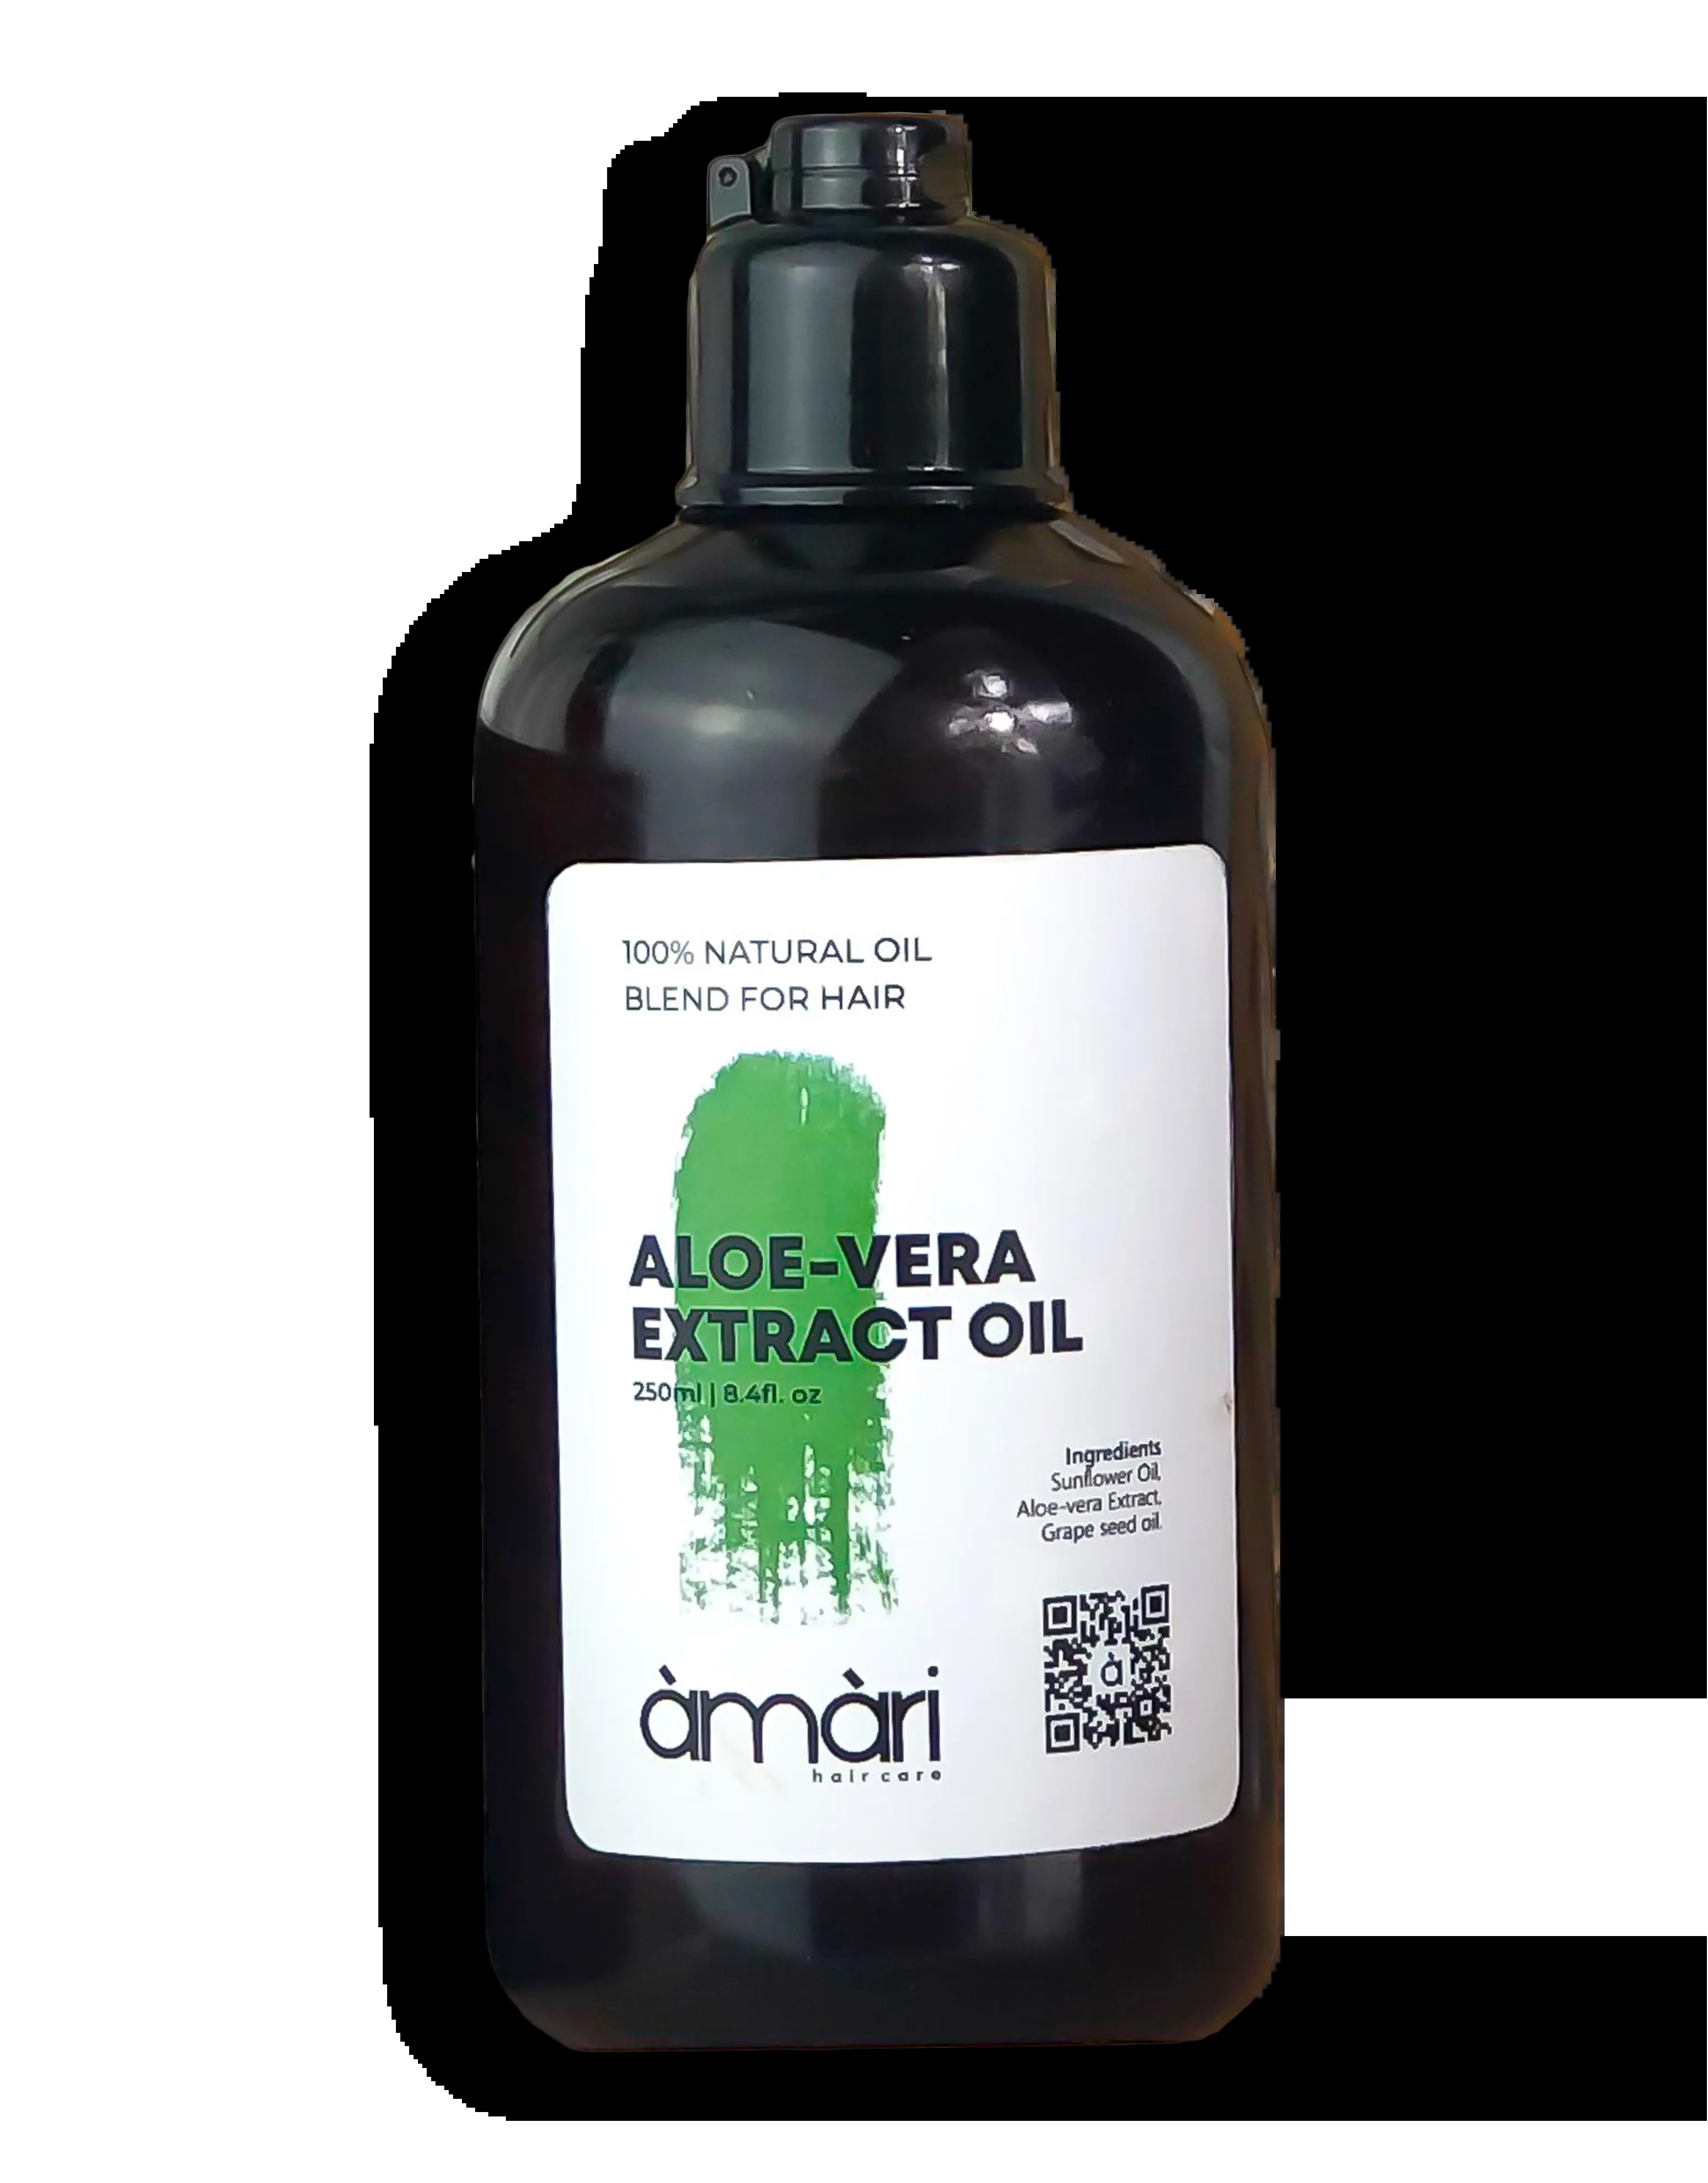 100% NATURAL OIL
BLEND FOR HAIR
ALOE-VERA
EXTRACT OIL
250ml | 8.4fl. oz
Ingredients
Sunflower Oil,
Aloe-vera Extract,
Grape seed oil.
à
àmàri
hair care